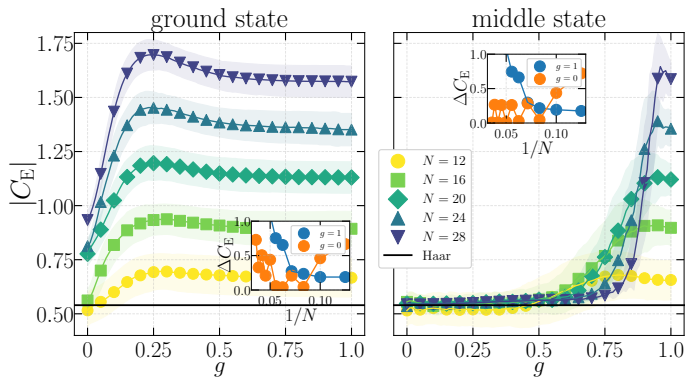 ground state
middle state
|C_E|
1.75
1.50
1.25
1.00
0.75
0.50
0
0.25
0.50
0.75
1.0
g
ΔC_E
1.0
0.5
0.0
0.05
0.10
1/N
g = 1
g = 0
0
0.25
0.50
0.75
1.0
g
ΔC_E
1.0
0.5
0.0
0.05
0.10
1/N
g = 1
g = 0
N = 12
N = 16
N = 20
N = 24
N = 28
Haar